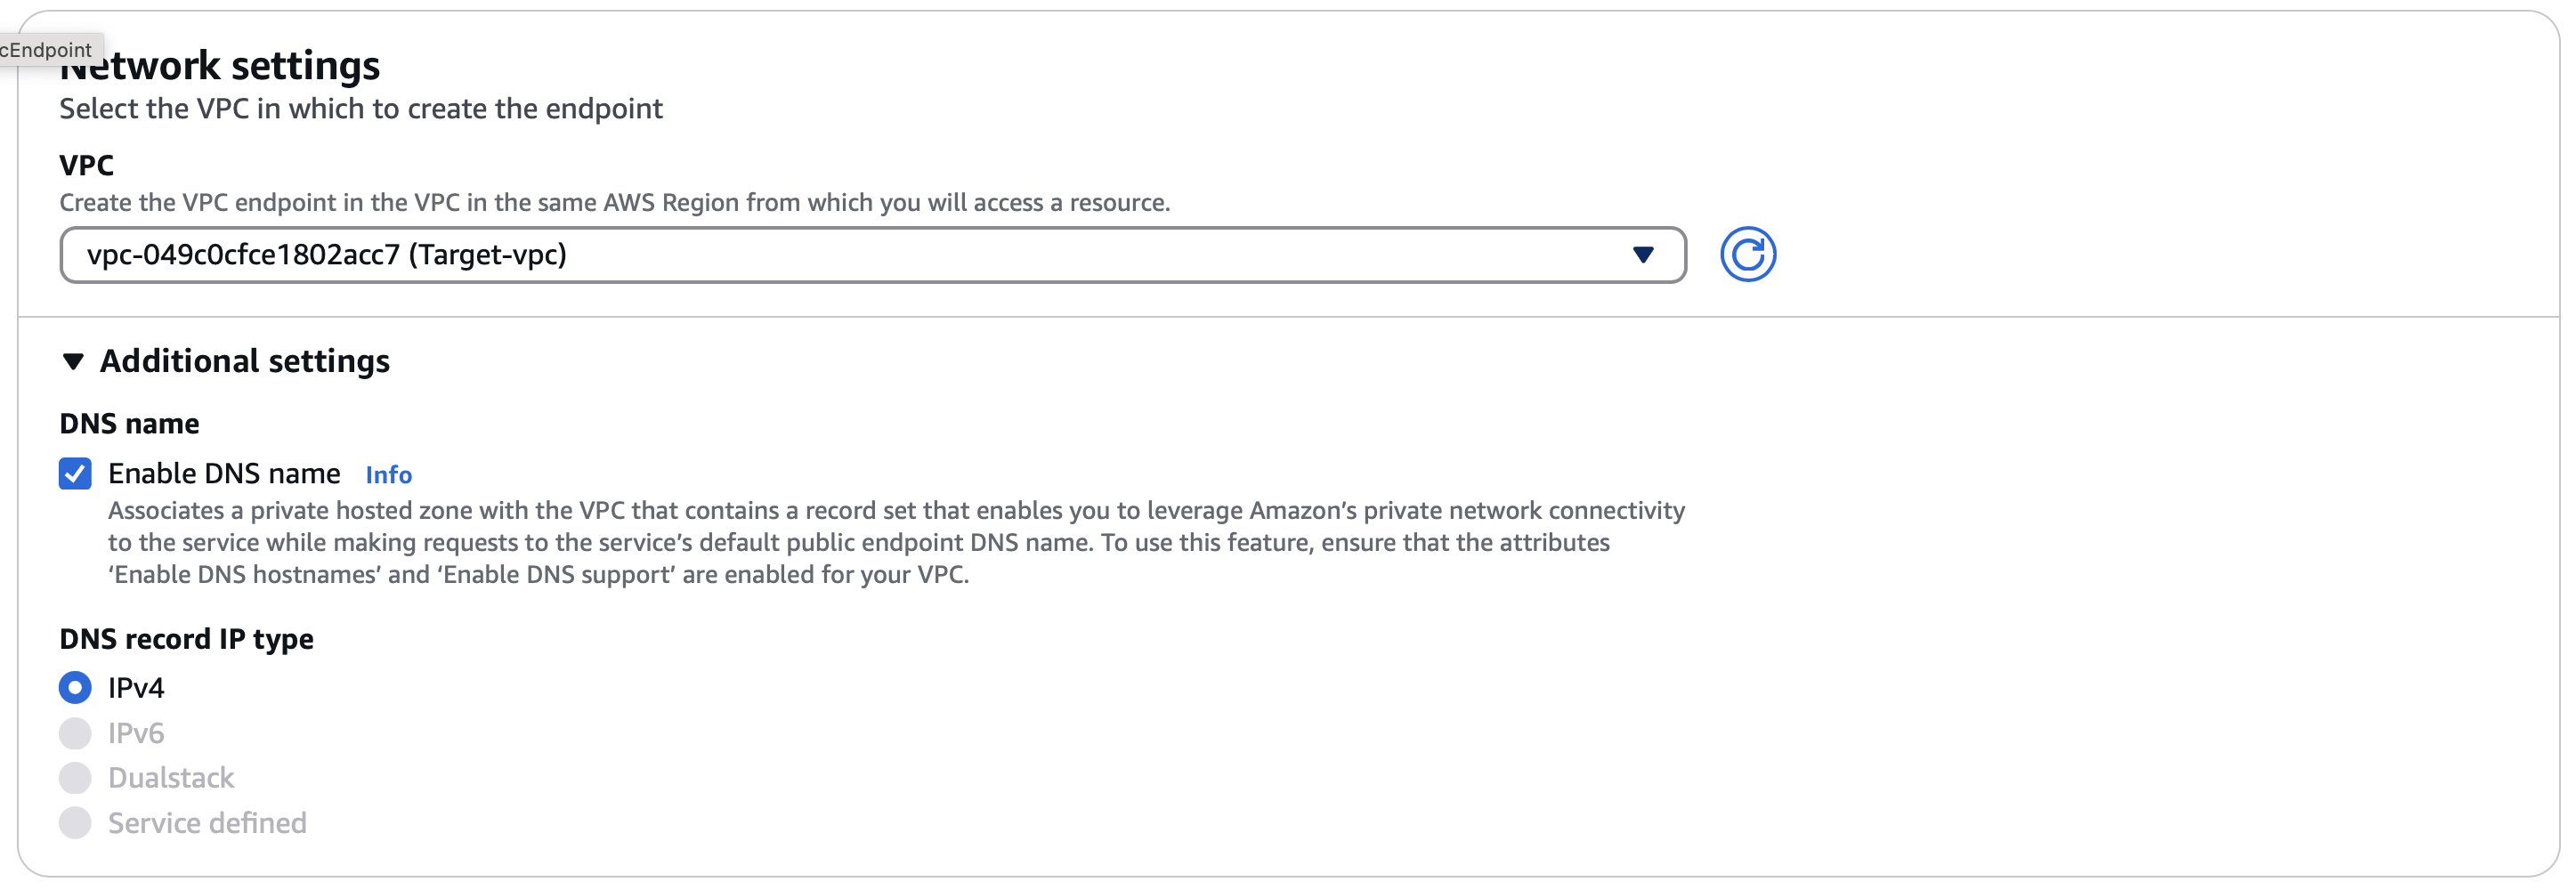 cEndpoint
Network settings
Select the VPC in which to create the endpoint
VPC
Create the VPC endpoint in the VPC in the same AWS Region from which you will access a resource.
vpc-049c0cfce1802acc7 (Target-vpc)
Additional settings
DNS name
Enable DNS name Info
Associates a private hosted zone with the VPC that contains a record set that enables you to leverage Amazon’s private network connectivity
to the service while making requests to the service’s default public endpoint DNS name. To use this feature, ensure that the attributes
‘Enable DNS hostnames’ and ‘Enable DNS support’ are enabled for your VPC.
DNS record IP type
IPv4
IPv6
Dualstack
Service defined